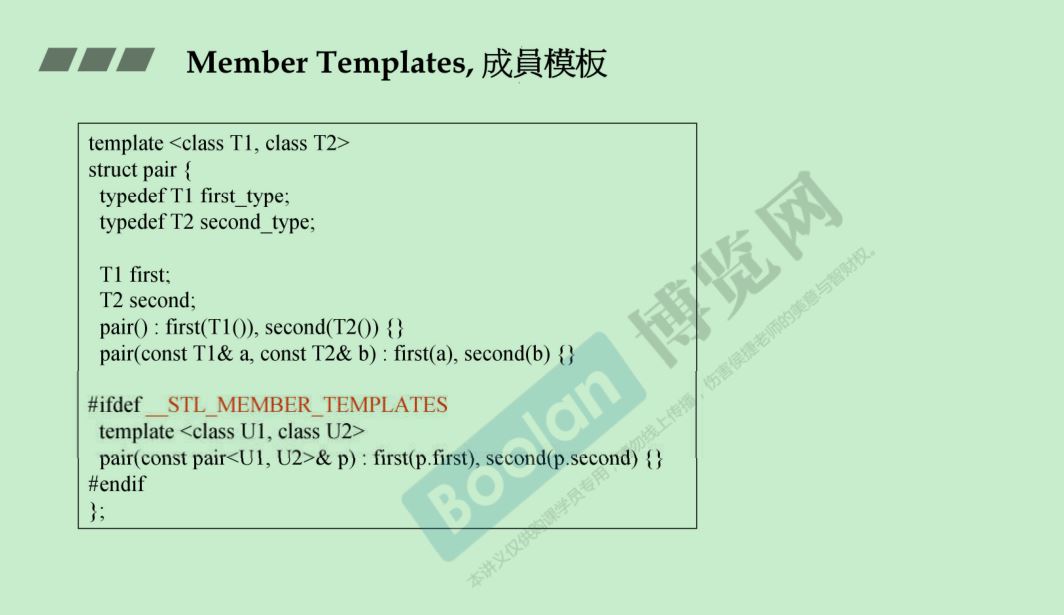 Member Templates, 成員模板
template <class T1, class T2>
struct pair {
typedef T1 first_type;
typedef T2 second_type;
T1 first;
T2 second;
pair() : first(T1()), second(T2()) {}
pair(const T1& a, const T2& b) : first(a), second(b) {}
#ifdef __STL_MEMBER_TEMPLATES
template <class U1, class U2>
pair(const pair<U1, U2>& p) : first(p.first), second(p.second) {}
#endif
};
Boolan 博览网
本讲义仅供购课学员专用，请勿线上传播，伤害侯捷老师的美意与智财权。